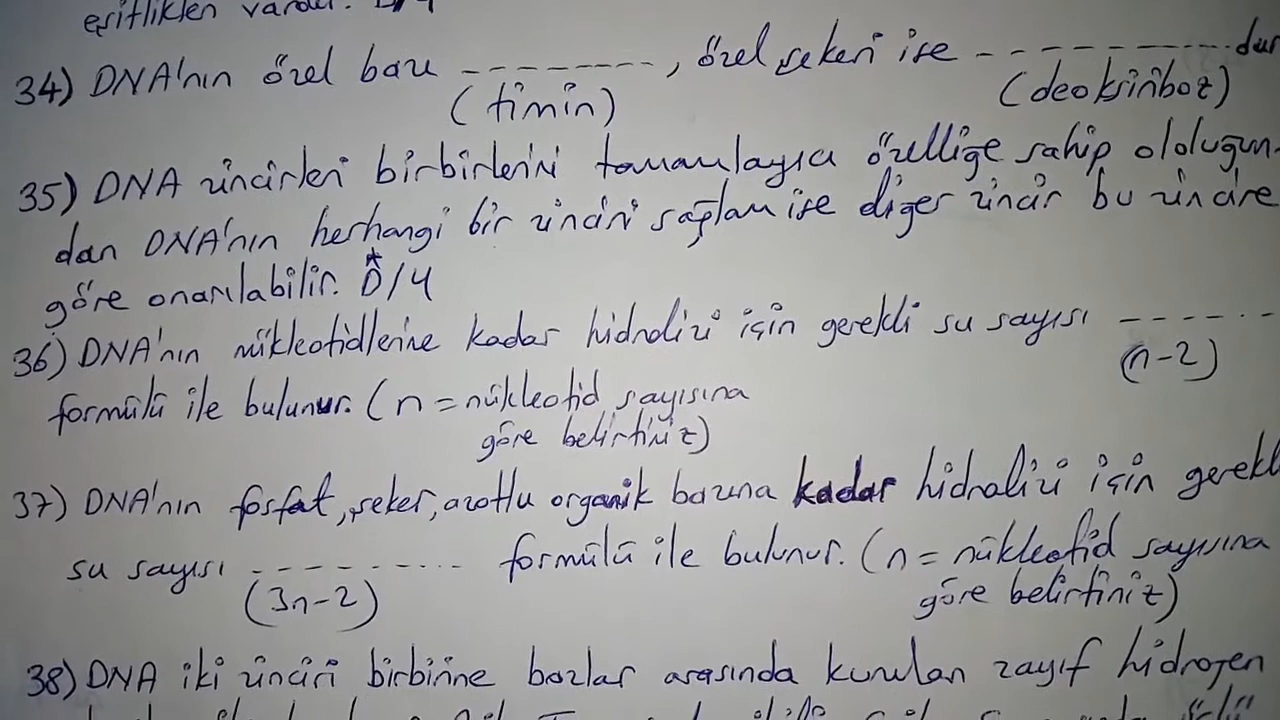 eşitlikten vardır. D/Y
34) DNA'nın özel bazı ---------, özel şekeri ise ---------- dur
(timin) (deoksiriboz)
35) DNA zincirleri birbirlerini tamamlayıcı özelliğe sahip olduğun-
dan DNA'nın herhangi bir zinciri sağlam ise diğer zincir bu zincire
göre onarılabilir. D/Y
36) DNA'nın nükleotidlerine kadar hidrolizi için gerekli su sayısı ------
(n-2)
formülü ile bulunur. (n = nükleotid sayısına
göre belirtiniz)
37) DNA'nın fosfat, şeker, azotlu organik bazına kadar hidrolizi için gerekl
su sayısı ---------- formülü ile bulunur. (n = nükleotid sayısına
(3n-2) göre belirtiniz)
38) DNA iki zinciri birbirine bazlar arasında kurulan zayıf hidrojen